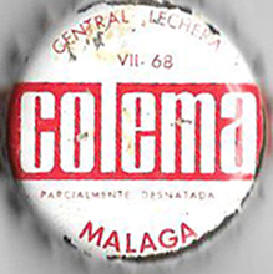 CENTRAL LECHERA
VII-68
colema
PARCIALMENTE DESNATADA
MALAGA